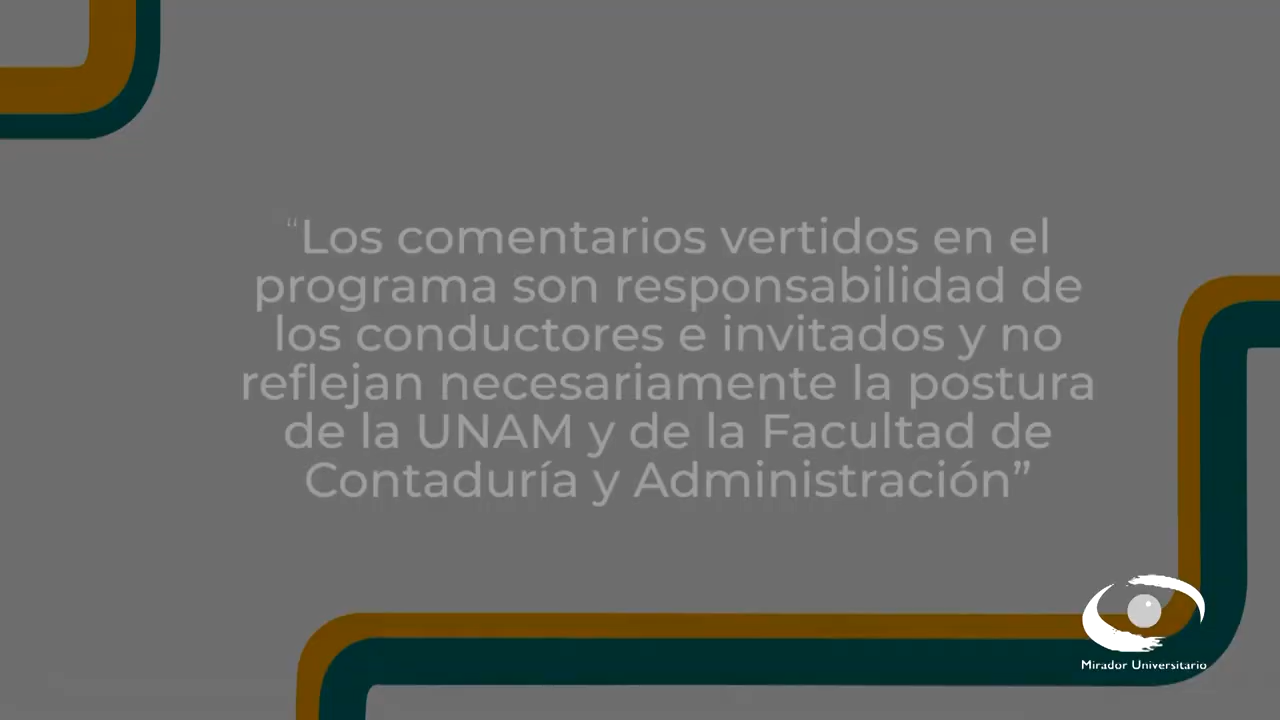 “Los comentarios vertidos en el
programa son responsabilidad de
los conductores e invitados y no
reflejan necesariamente la postura
de la UNAM y de la Facultad de
Contaduría y Administración”
Mirador Universitario